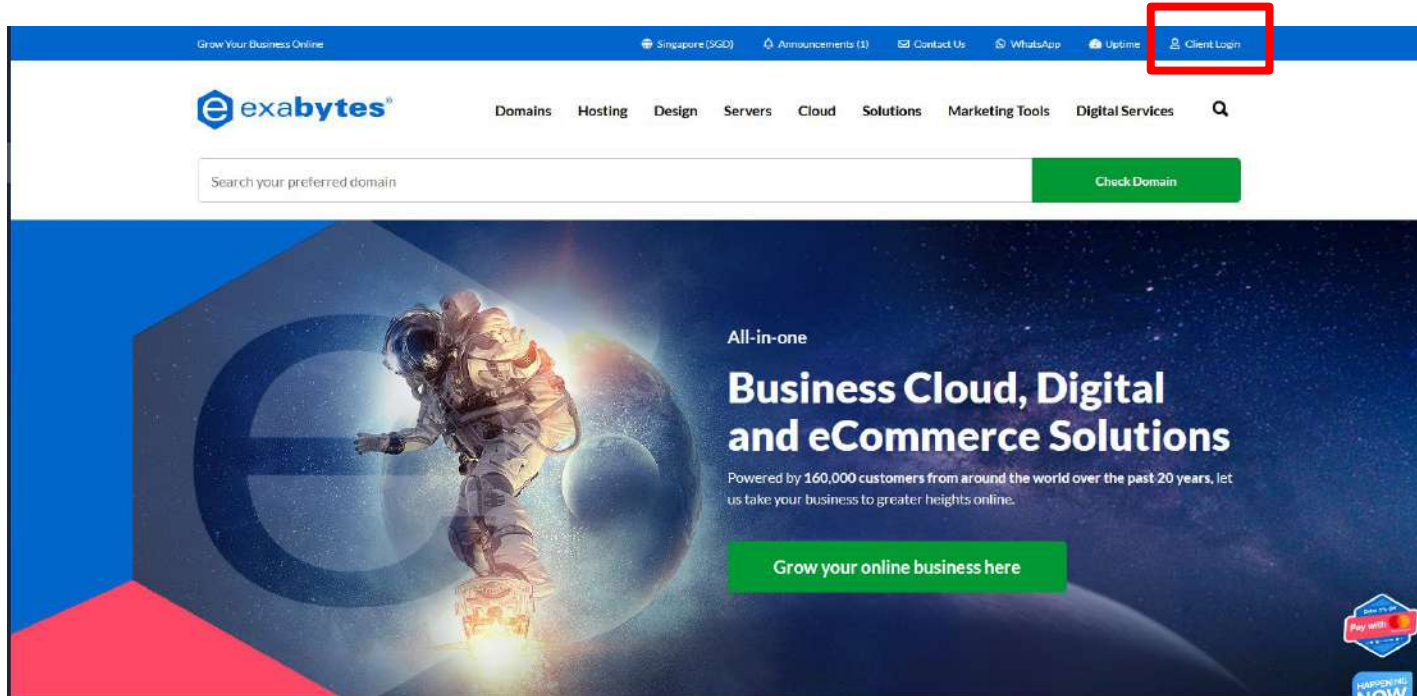 Grow Your Business Online
Singapore (SGD) Announcements (1) Contact Us WhatsApp Uptime Client Login
exabytes®
Domains Hosting Design Servers Cloud Solutions Marketing Tools Digital Services
Search your preferred domain
Check Domain
All-in-one
Business Cloud, Digital
and eCommerce Solutions
Powered by 160,000 customers from around the world over the past 20 years, let
us take your business to greater heights online.
Grow your online business here
Pay with
HAPPENING
NOW